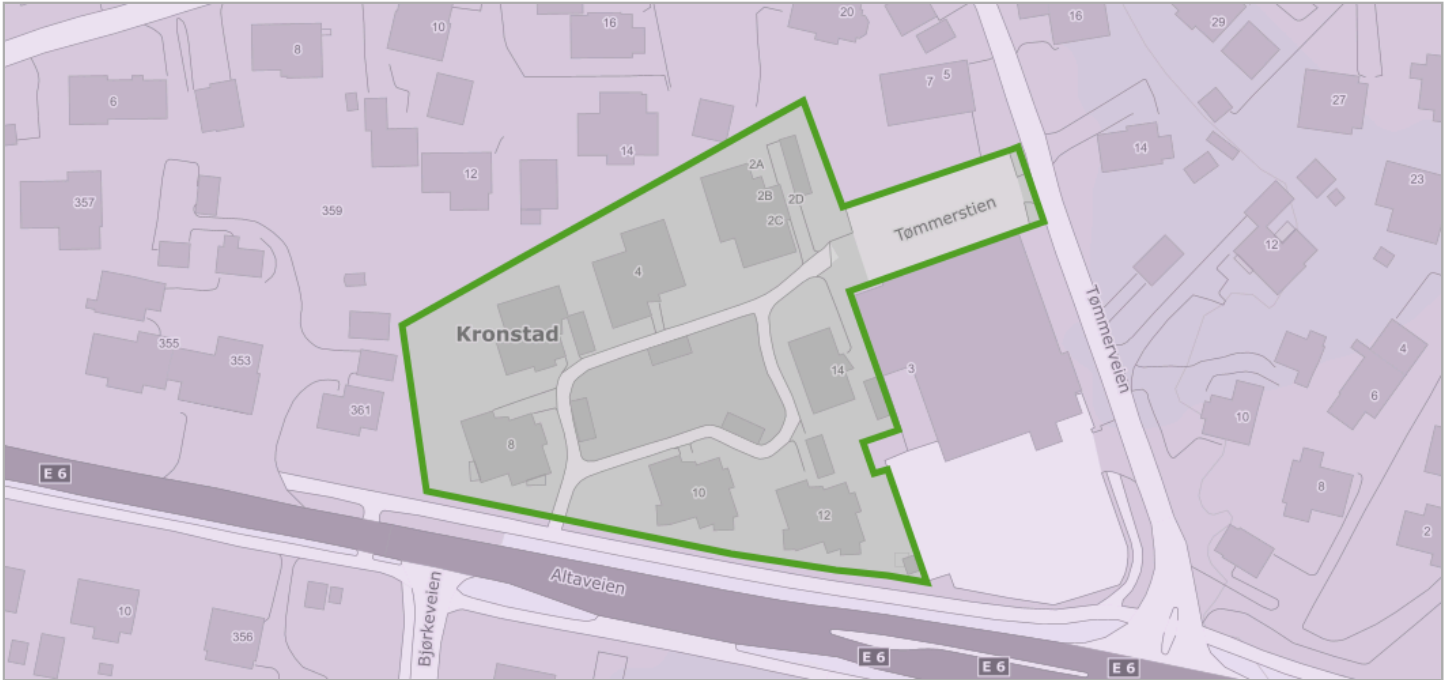 10
16
20
16
29
8
7
5
27
6
14
14
2A
12
23
357
359
2B
2D
2C
Tømmerstien
12
4
Kronstad
Tømmerveien
355
353
14
3
4
6
361
10
8
E 6
10
8
12
2
Altaveien
Bjørkeveien
10
356
E 6
E 6
E 6